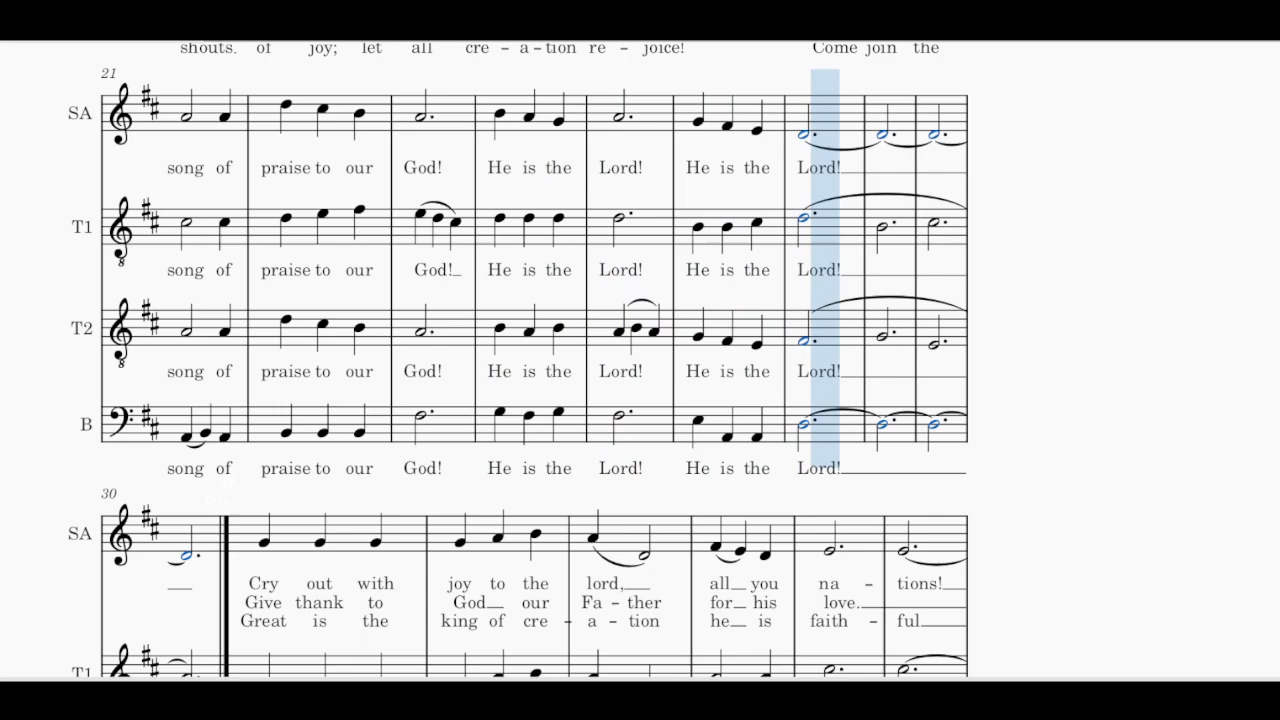 shouts. of joy; let all cre - a - tion re - joice! Come join the
21
SA
song of praise to our God! He is the Lord! He is the Lord!
T1
8
song of praise to our God! He is the Lord! He is the Lord!
T2
8
song of praise to our God! He is the Lord! He is the Lord!
B
song of praise to our God! He is the Lord! He is the Lord!
30
SA
Cry out with joy to the lord, all you na - tions!
Give thank to God our Fa - ther for his love.
Great is the king of cre - a - tion he is faith - ful
T1